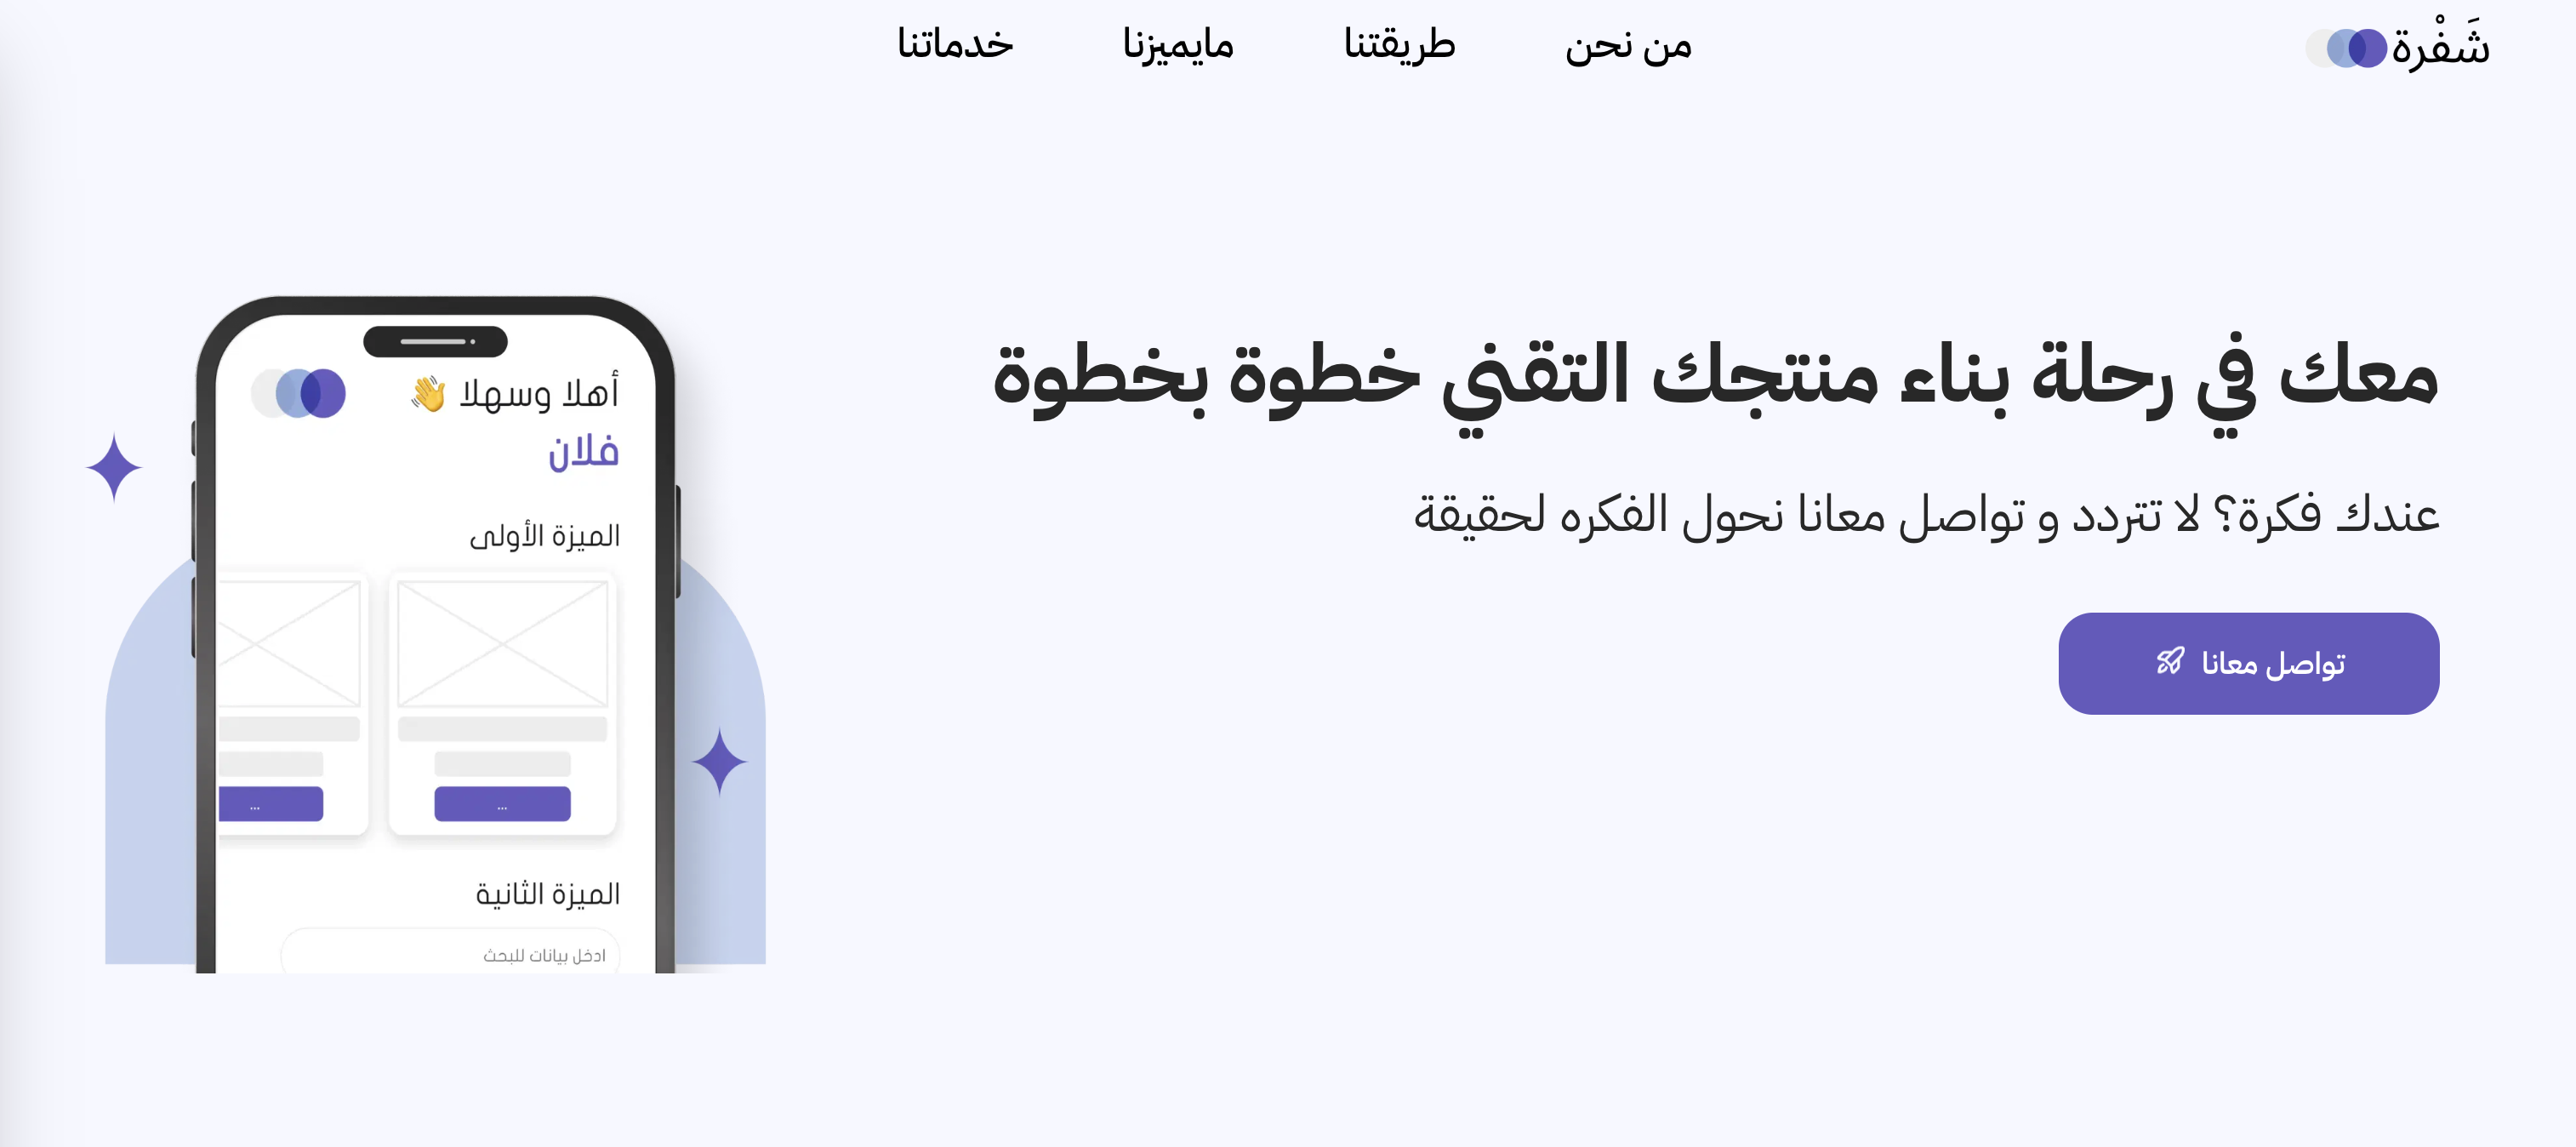 شَفْرة
من نحن
طريقتنا
مايميزنا
خدماتنا
معك في رحلة بناء منتجك التقني خطوة بخطوة
عندك فكرة؟ لا تتردد و تواصل معانا نحول الفكره لحقيقة
تواصل معانا
أهلا وسهلا 👋
فلان
الميزة الأولى
...
...
الميزة الثانية
ادخل بيانات للبحث